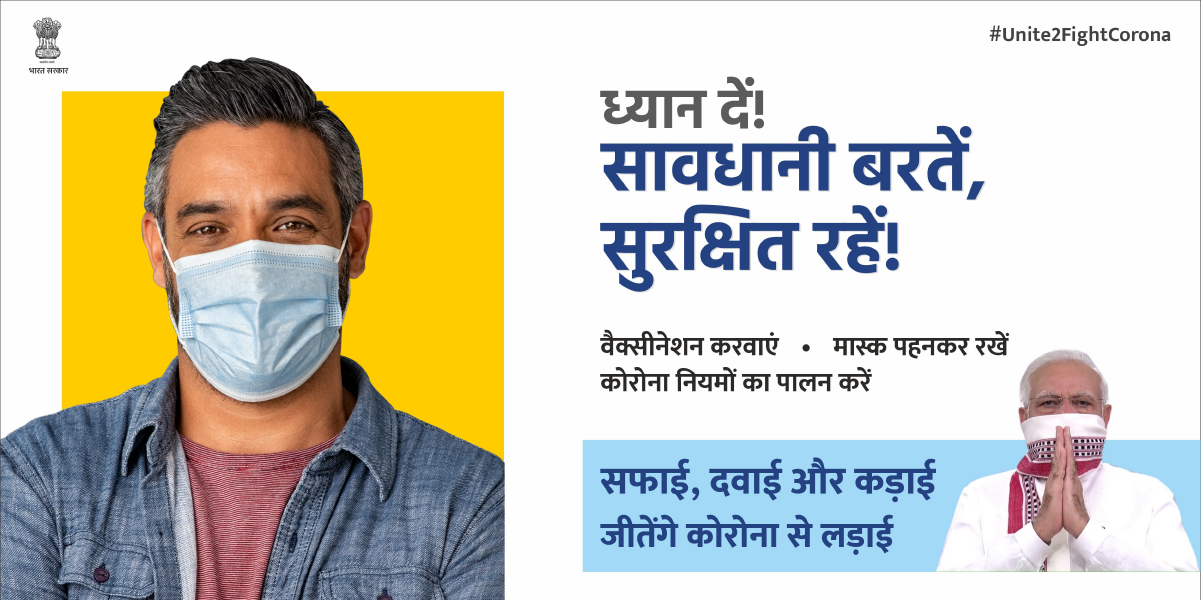 भारत सरकार
#Unite2FightCorona
ध्यान दें!
सावधानी बरतें,
सुरक्षित रहें!
वैक्सीनेशन करवाएं • मास्क पहनकर रखें
कोरोना नियमों का पालन करें
सफाई, दवाई और कड़ाई
जीतेंगे कोरोना से लड़ाई